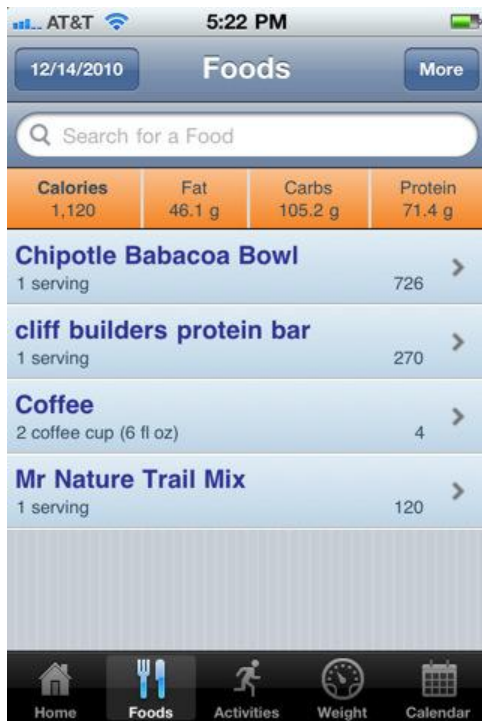 AT&T 5:22 PM
12/14/2010 Foods More
Search for a Food
Calories Fat Carbs Protein
1,120 46.1 g 105.2 g 71.4 g
Chipotle Babacoa Bowl
1 serving 726
cliff builders protein bar
1 serving 270
Coffee
2 coffee cup (6 fl oz) 4
Mr Nature Trail Mix
1 serving 120
Home Foods Activities Weight Calendar